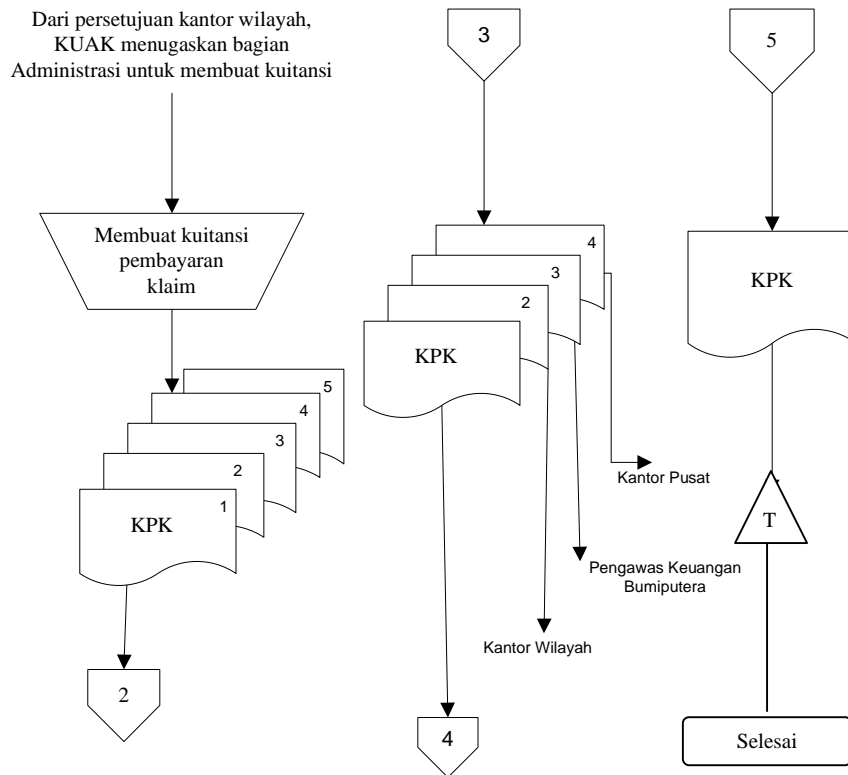 Dari persetujuan kantor wilayah,
KUAK menugaskan bagian
Administrasi untuk membuat kuitansi
Membuat kuitansi
pembayaran
klaim
5
4
3
2
1
KPK
2
3
4
3
2
KPK
Kantor Pusat
Pengawas Keuangan
Bumiputera
Kantor Wilayah
4
5
KPK
T
Selesai